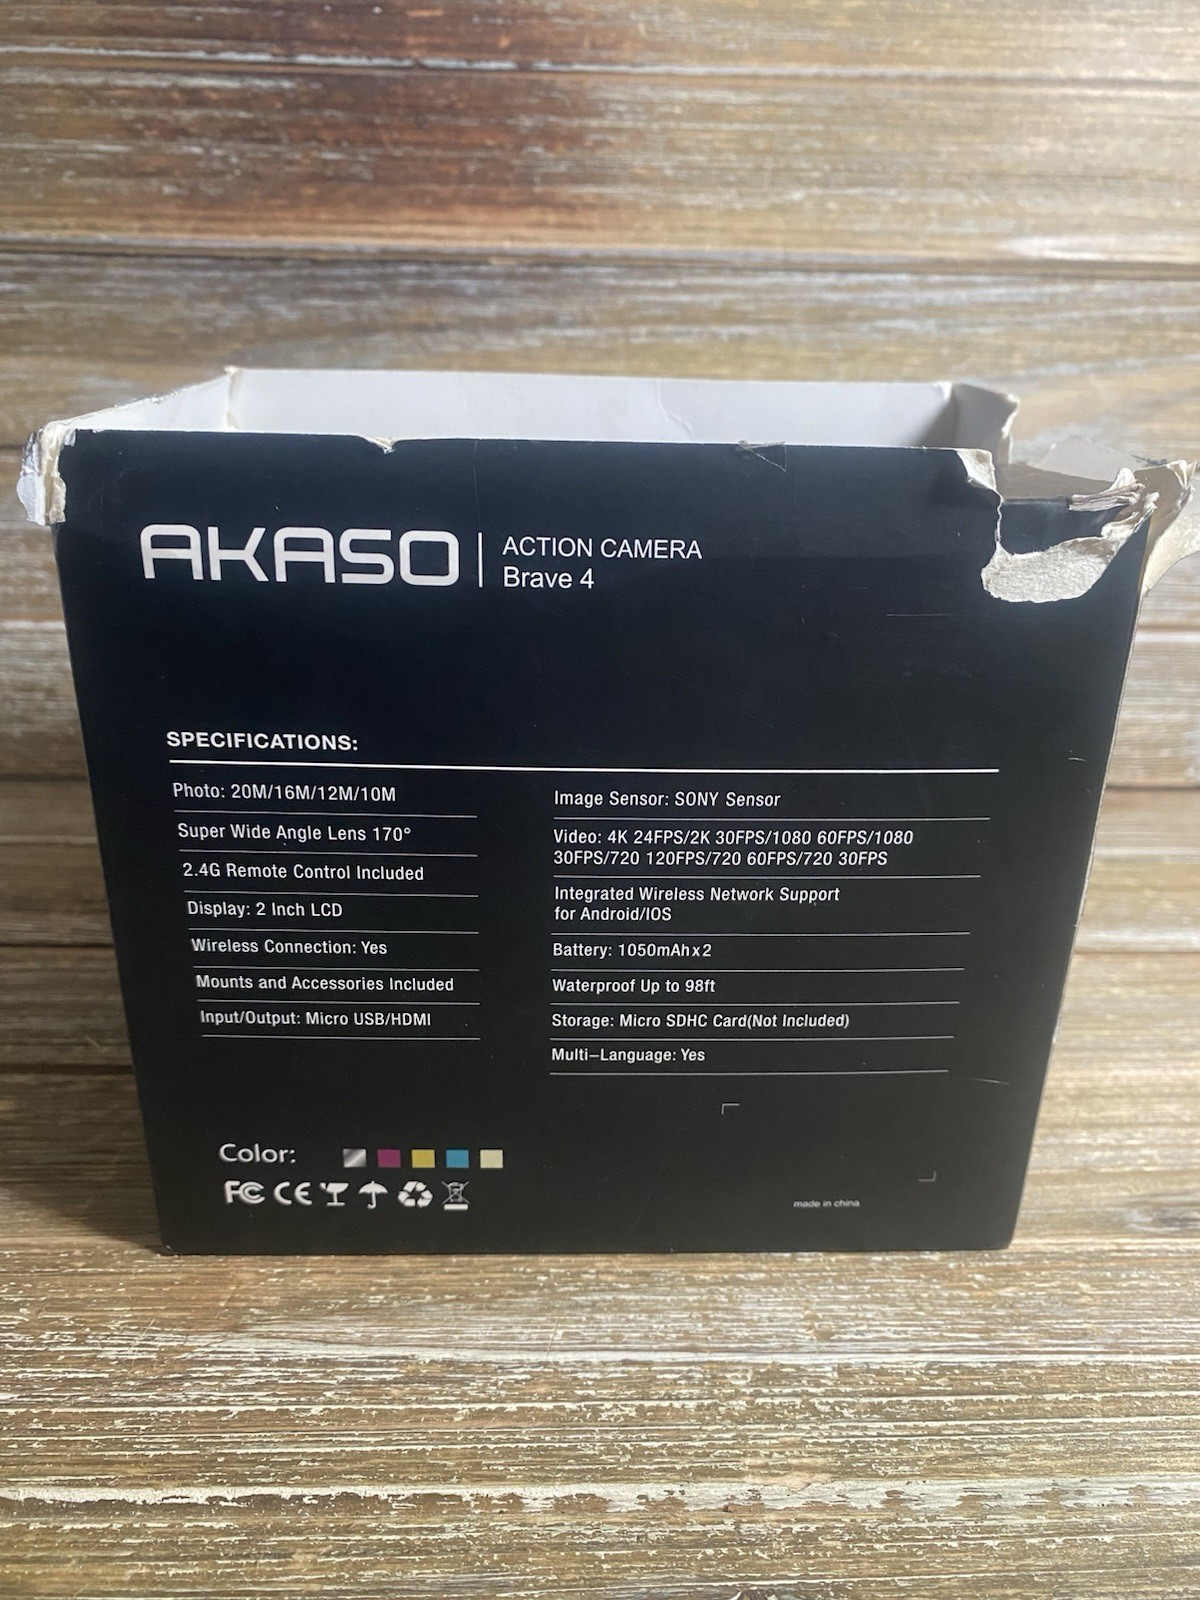 AKASO
ACTION CAMERA
Brave 4
SPECIFICATIONS:
Photo: 20M/16M/12M/10M
Super Wide Angle Lens 170°
2.4G Remote Control Included
Display: 2 Inch LCD
Wireless Connection: Yes
Mounts and Accessories Included
Input/Output: Micro USB/HDMI
Image Sensor: SONY Sensor
Video: 4K 24FPS/2K 30FPS/1080 60FPS/1080
30FPS/720 120FPS/720 60FPS/720 30FPS
Integrated Wireless Network Support
for Android/IOS
Battery: 1050mAhx2
Waterproof Up to 98ft
Storage: Micro SDHC Card(Not Included)
Multi–Language: Yes
Color:
FC CE
made in china